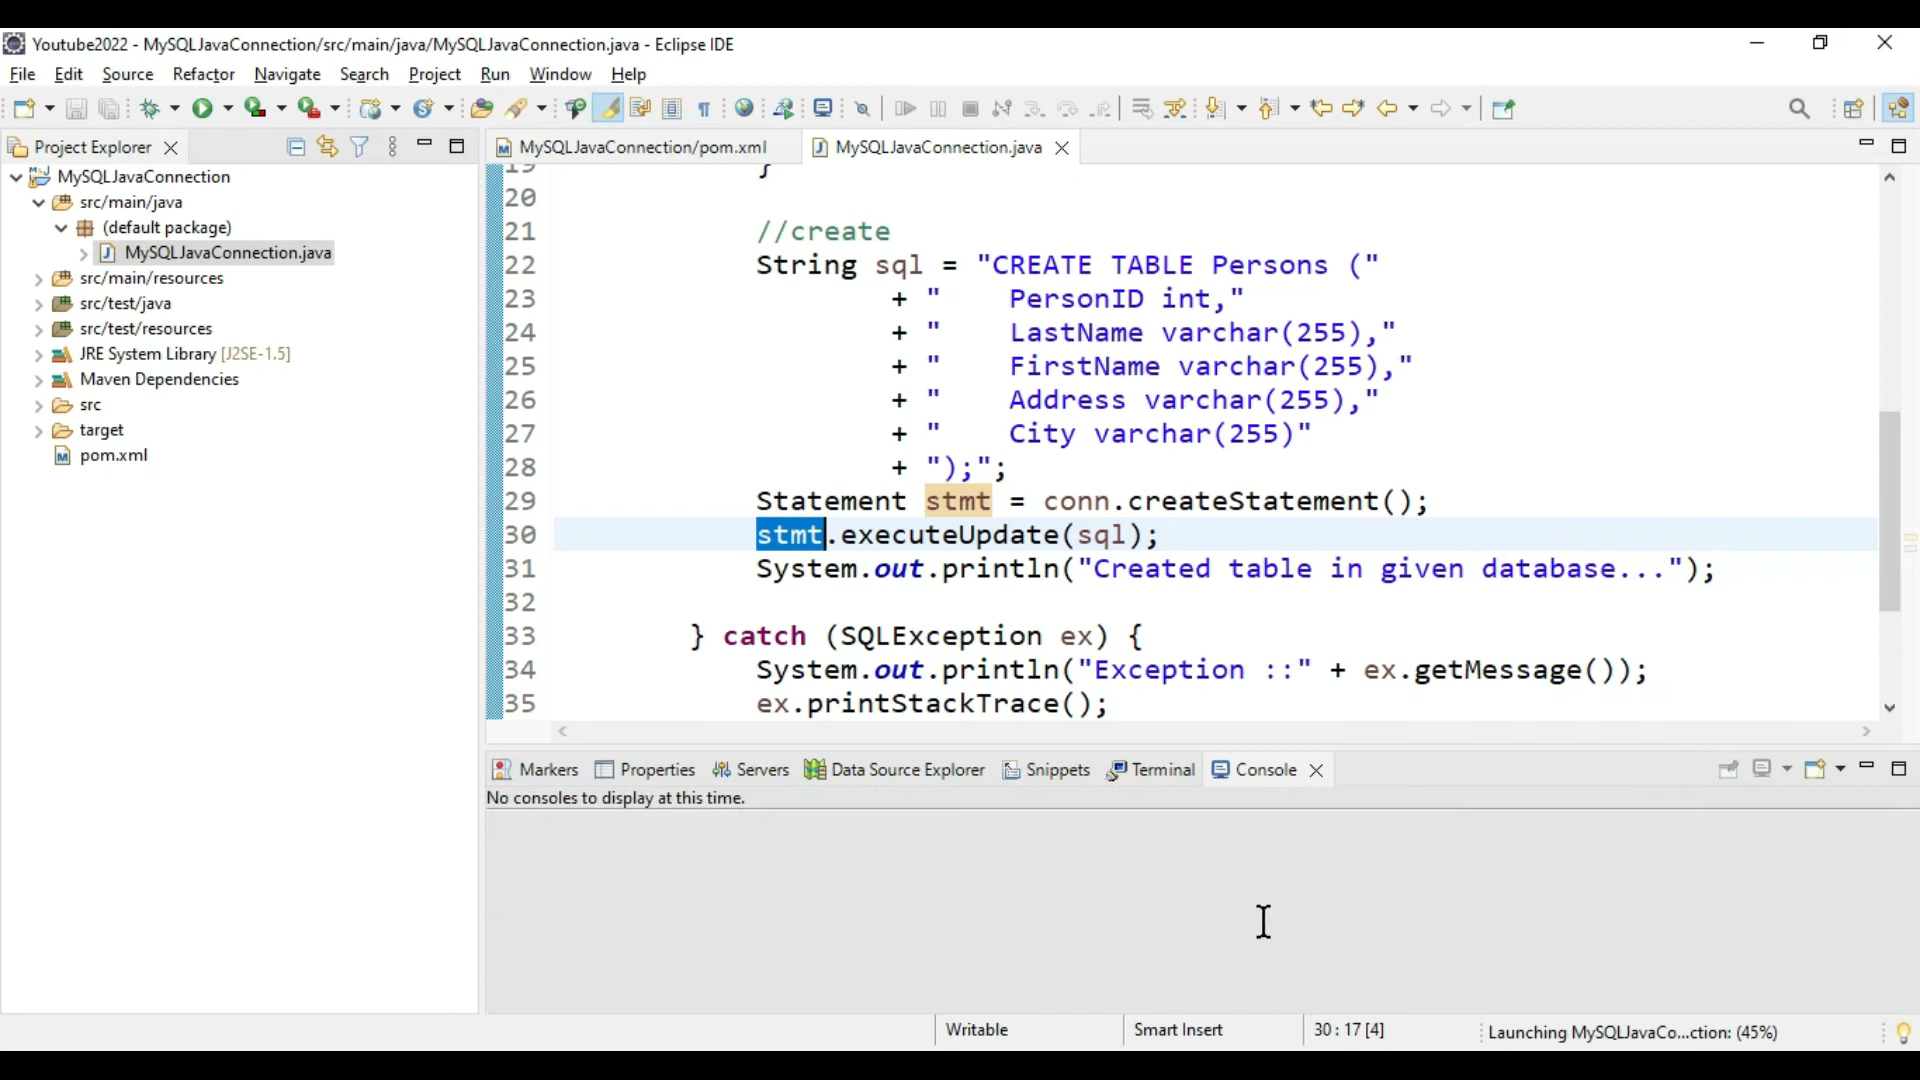 Youtube2022 - MySQLJavaConnection/src/main/java/MySQLJavaConnection.java - Eclipse IDE
File Edit Source Refactor Navigate Search Project Run Window Help
Project Explorer
MySQLJavaConnection
src/main/java
(default package)
MySQLJavaConnection.java
src/main/resources
src/test/java
src/test/resources
JRE System Library [J2SE-1.5]
Maven Dependencies
src
target
pom.xml
MySQLJavaConnection/pom.xml MySQLJavaConnection.java
19 }
20
21 //create
22 String sql = "CREATE TABLE Persons ("
23 + "    PersonID int,"
24 + "    LastName varchar(255),"
25 + "    FirstName varchar(255),"
26 + "    Address varchar(255),"
27 + "    City varchar(255)"
28 + ");";
29 Statement stmt = conn.createStatement();
30 stmt.executeUpdate(sql);
31 System.out.println("Created table in given database...");
32
33 } catch (SQLException ex) {
34 System.out.println("Exception ::" + ex.getMessage());
35 ex.printStackTrace();
Markers Properties Servers Data Source Explorer Snippets Terminal Console
No consoles to display at this time.
Writable Smart Insert 30 : 17 [4] Launching MySQLJavaCo...ction: (45%)